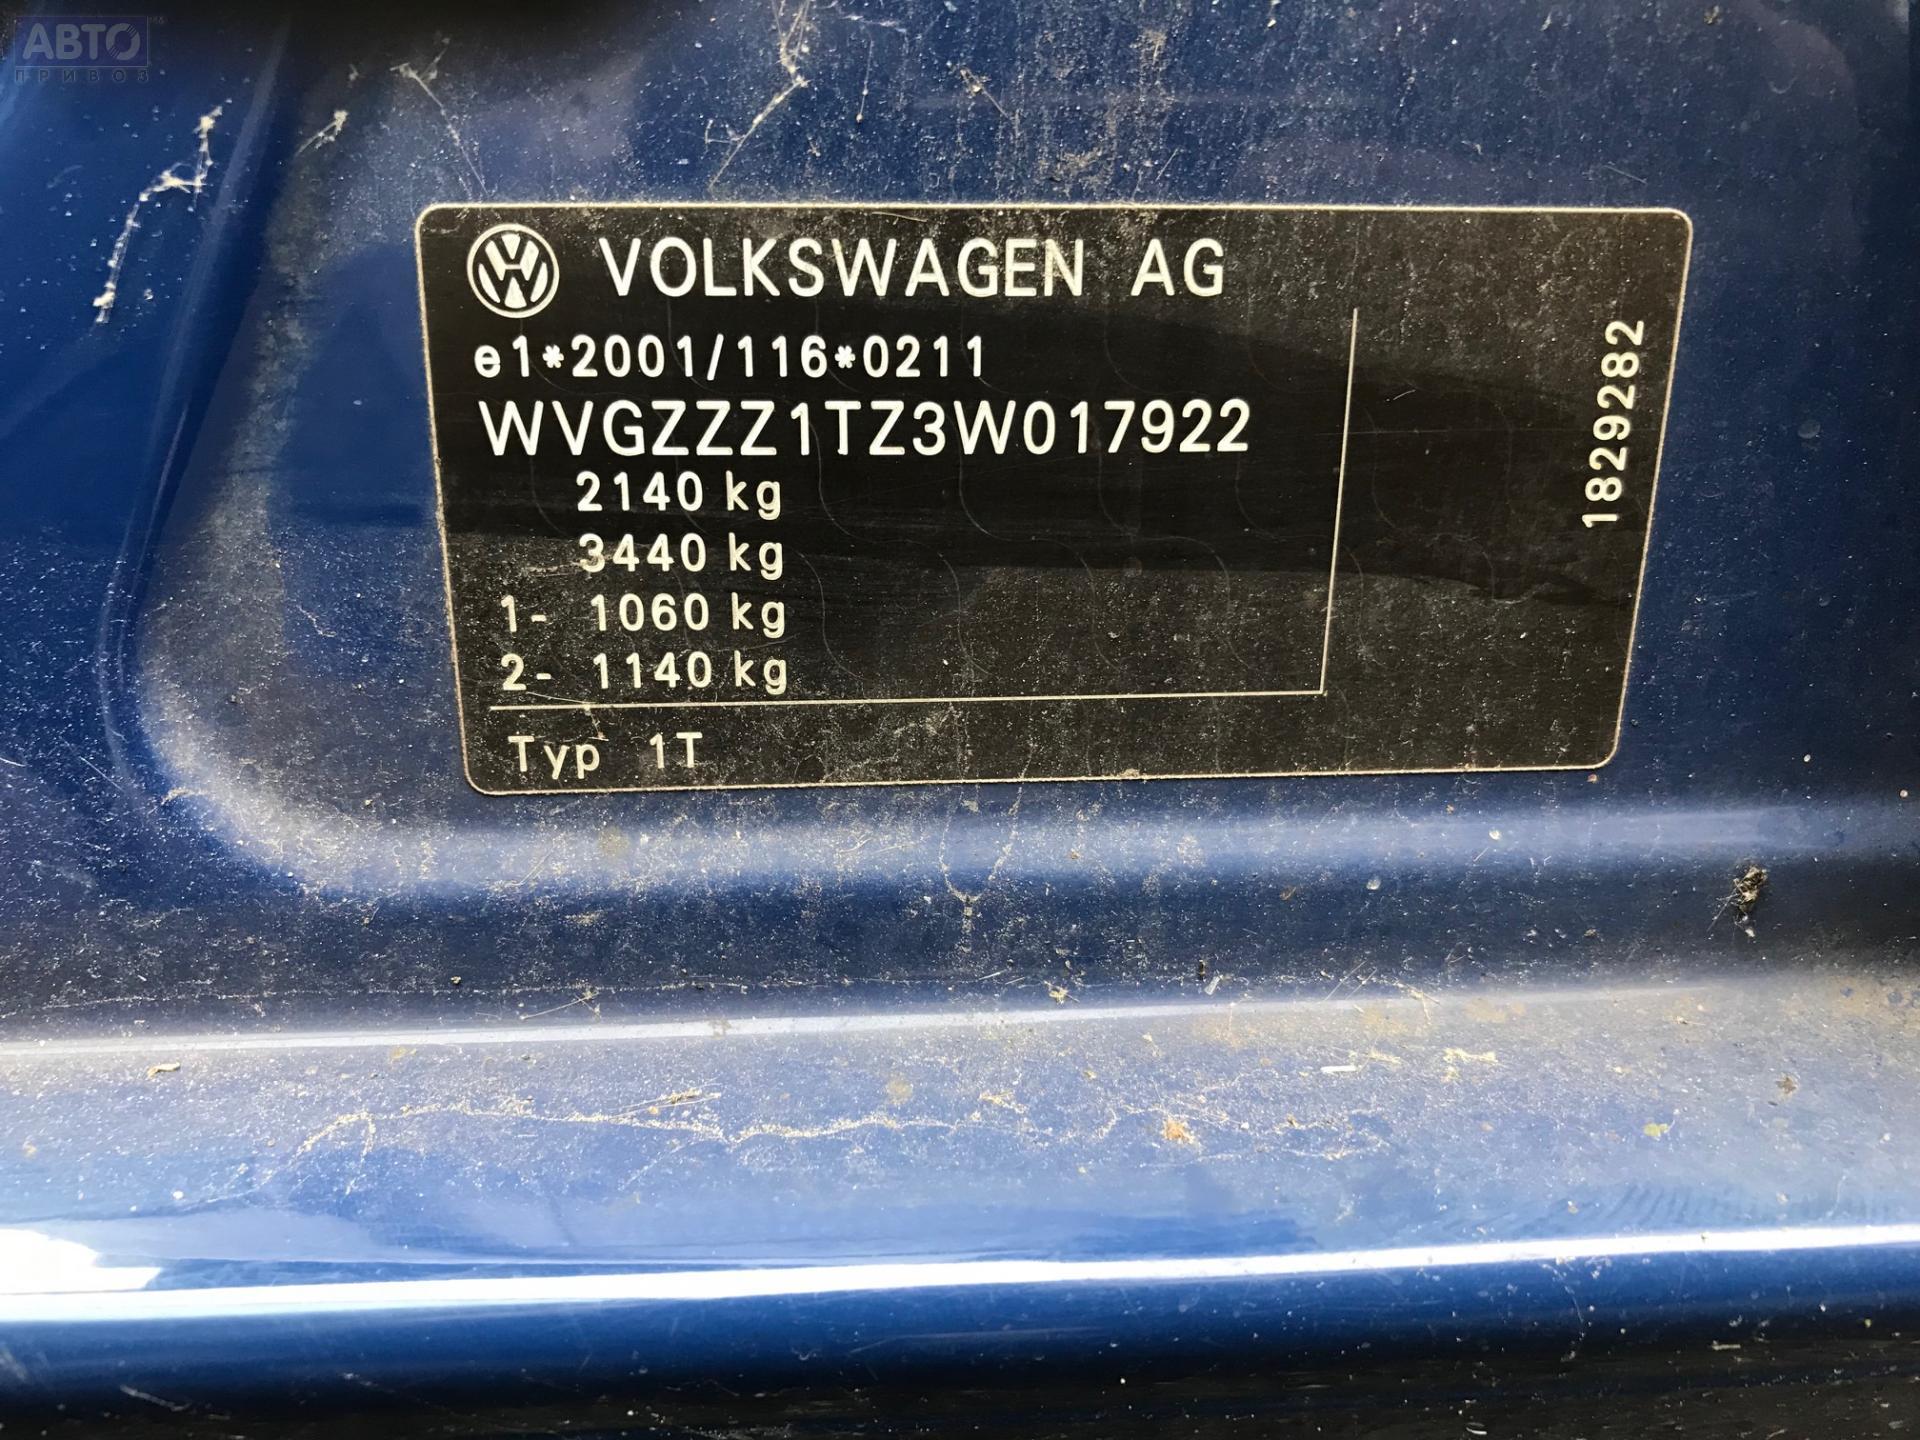 АВТО
ПРИВОЗ
VOLKSWAGEN AG
e1*2001/116*0211
WVGZZZ1TZ3W017922
2140 kg
3440 kg
1- 1060 kg
2- 1140 kg
Typ 1T
1829282